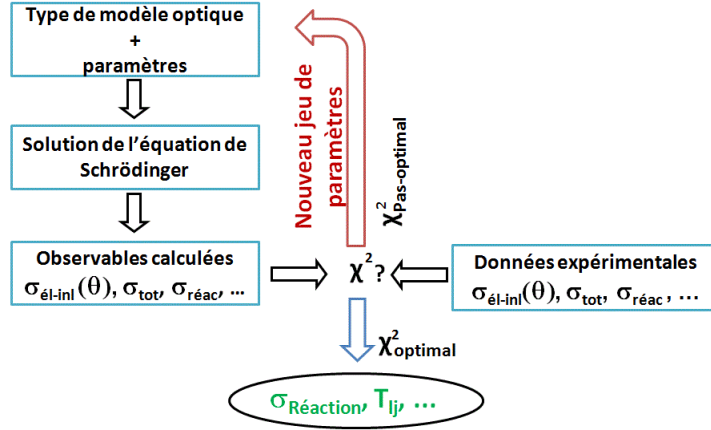 Type de modèle optique
+
paramètres
Nouveau jeu de
paramètres
χ²Pas-optimal
Solution de l'équation de
Schrödinger
Observables calculées
σél-inl(θ), σtot, σréac, ...
χ²?
Données expérimentales
σél-inl(θ), σtot, σréac, ...
χ²optimal
σRéaction, Tlj, ...